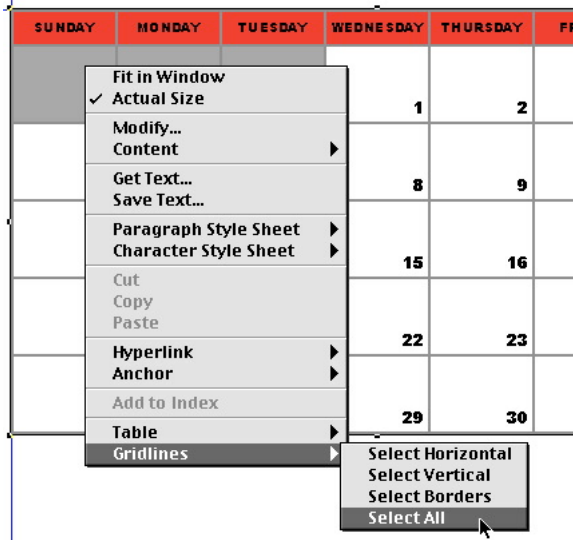 SUNDAY MONDAY TUESDAY WEDNESDAY THURSDAY FR
Fit in Window
✓ Actual Size
1 2
Modify...
Content
Get Text...
8 9
Save Text...
Paragraph Style Sheet
Character Style Sheet
15 16
Cut
Copy
Paste
22 23
Hyperlink
Anchor
Add to Index
29 30
Table
Gridlines
Select Horizontal
Select Vertical
Select Borders
Select All